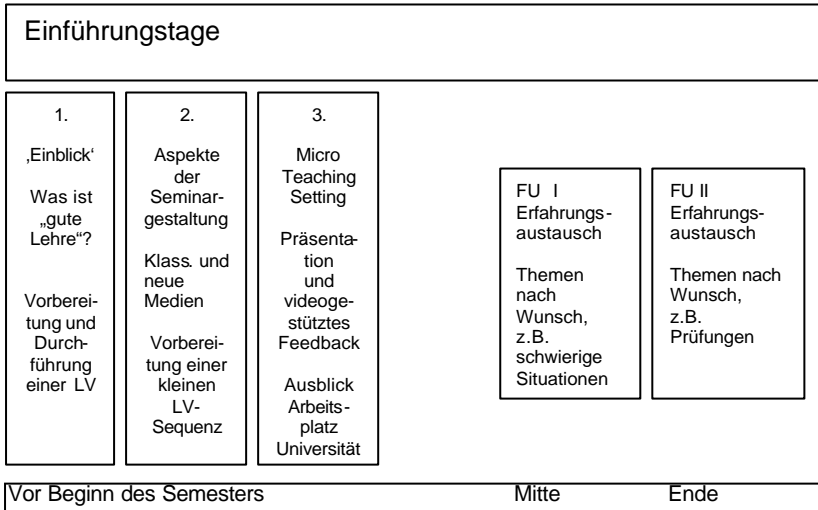 Einführungstage
1.
‚Einblick‘
Was ist
„gute
Lehre“?
Vorberei-
tung und
Durch-
führung
einer LV
2.
Aspekte
der
Seminar-
gestaltung
Klass. und
neue
Medien
Vorberei-
tung einer
kleinen
LV-
Sequenz
3.
Micro
Teaching
Setting
Präsenta-
tion
und
videoge-
stütztes
Feedback
Ausblick
Arbeits-
platz
Universität
FU I
Erfahrungs-
austausch
Themen
nach
Wunsch,
z.B.
schwierige
Situationen
FU II
Erfahrungs-
austausch
Themen nach
Wunsch,
z.B.
Prüfungen
Vor Beginn des Semesters Mitte Ende